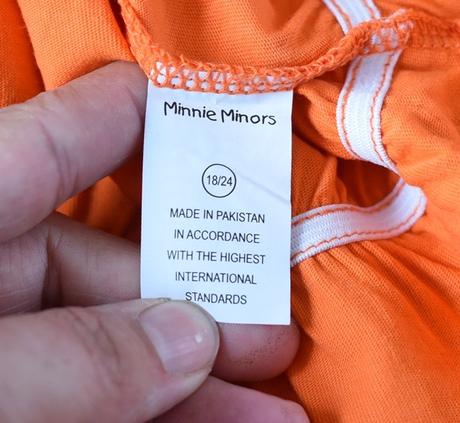 Minnie Minors
18/24
MADE IN PAKISTAN
IN ACCORDANCE
WITH THE HIGHEST
INTERNATIONAL
STANDARDS